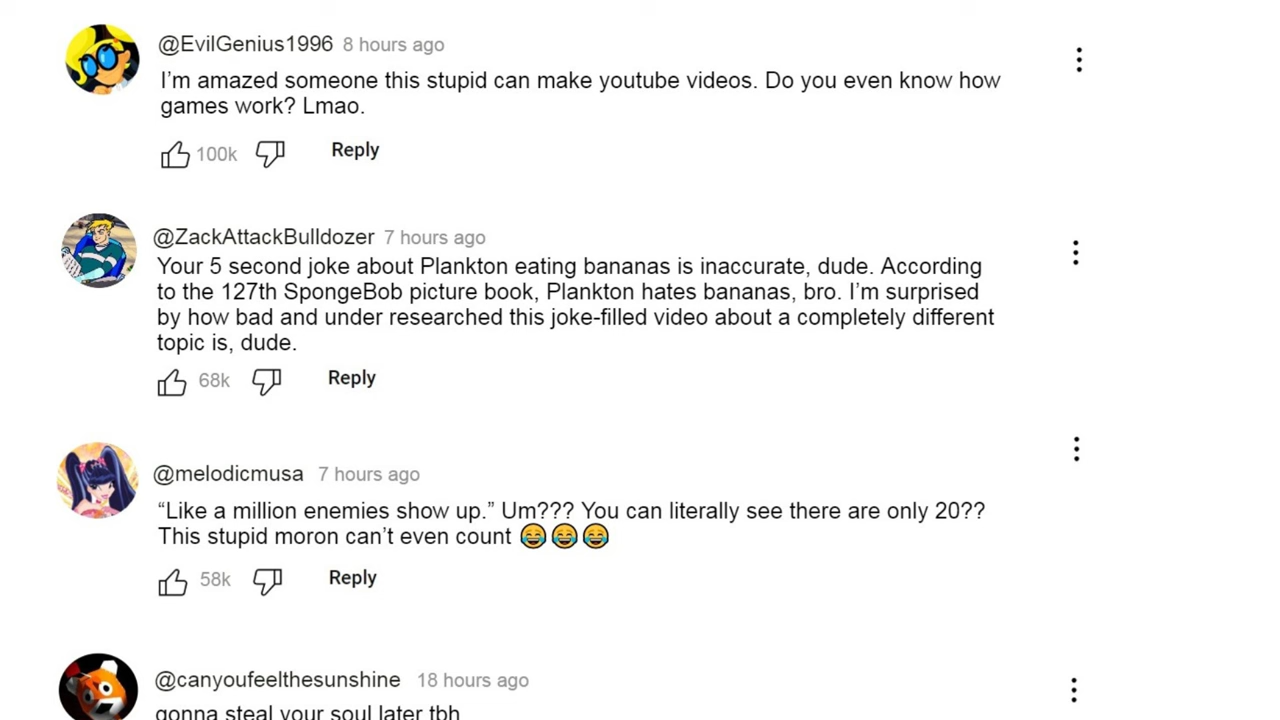 @EvilGenius1996 8 hours ago
I'm amazed someone this stupid can make youtube videos. Do you even know how
games work? Lmao.
100k Reply
@ZackAttackBulldozer 7 hours ago
Your 5 second joke about Plankton eating bananas is inaccurate, dude. According
to the 127th SpongeBob picture book, Plankton hates bananas, bro. I'm surprised
by how bad and under researched this joke-filled video about a completely different
topic is, dude.
68k Reply
@melodicmusa 7 hours ago
“Like a million enemies show up.” Um??? You can literally see there are only 20??
This stupid moron can't even count 😂😂😂
58k Reply
@canyoufeelthesunshine 18 hours ago
gonna steal your soul later tbh